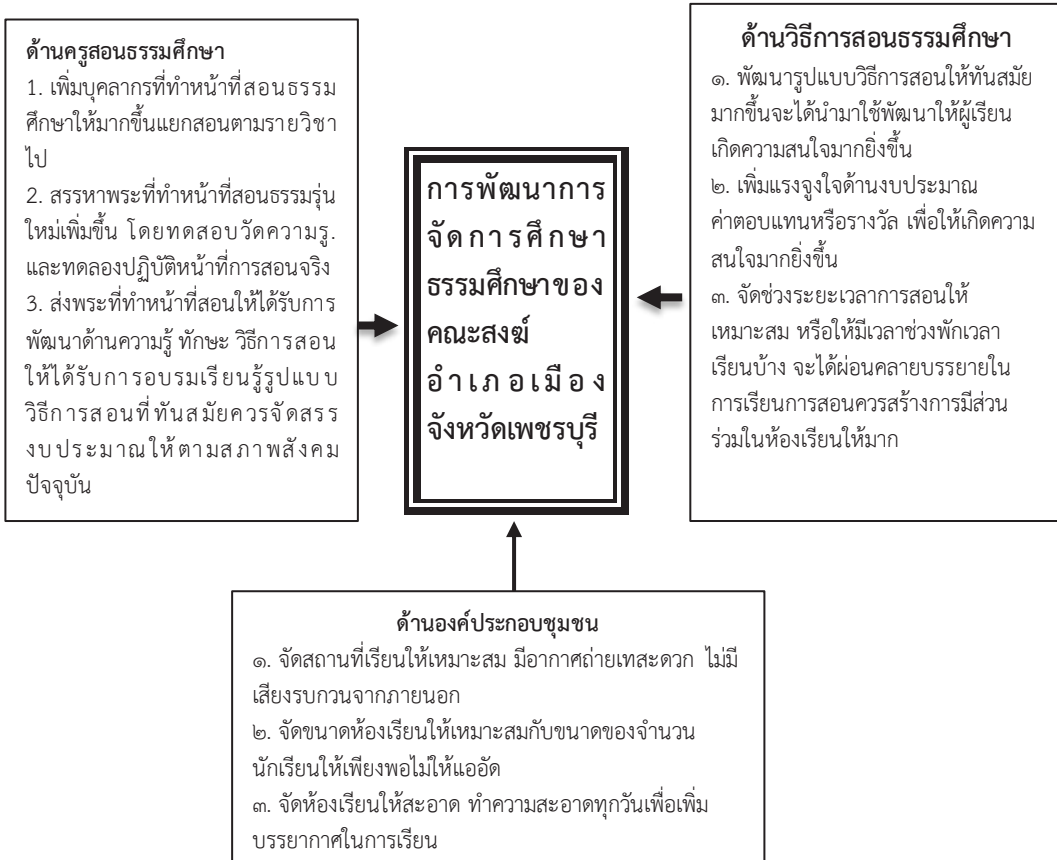 ด้านครูสอนธรรมศึกษา
1. เพิ่มบุคลากรที่ทำหน้าที่สอนธรรม
ศึกษาให้มากขึ้นแยกสอนตามรายวิชา
ไป
2. สรรหาพระที่ทำหน้าที่สอนธรรมรุ่น
ใหม่เพิ่มขึ้น โดยทดสอบวัดความรู.
และทดลองปฏิบัติหน้าที่การสอนจริง
3. ส่งพระที่ทำหน้าที่สอนให้ได้รับการ
พัฒนาด้านความรู้ ทักษะ วิธีการสอน
ให้ได้รับการอบรมเรียนรู้รูปแบบ
วิธีการสอนที่ทันสมัยควรจัดสรร
งบประมาณให้ตามสภาพสังคม
ปัจจุบัน
การพัฒนาการ
จัดการศึกษา
ธรรมศึกษาของ
คณะสงฆ์
อำเภอเมือง
จังหวัดเพชรบุรี
ด้านวิธีการสอนธรรมศึกษา
๑. พัฒนารูปแบบวิธีการสอนให้ทันสมัย
มากขึ้นจะได้นำมาใช้พัฒนาให้ผู้เรียน
เกิดความสนใจมากยิ่งขึ้น
๒. เพิ่มแรงจูงใจด้านงบประมาณ
ค่าตอบแทนหรือรางวัล เพื่อให้เกิดความ
สนใจมากยิ่งขึ้น
๓. จัดช่วงระยะเวลาการสอนให้
เหมาะสม หรือให้มีเวลาช่วงพักเวลา
เรียนบ้าง จะได้ผ่อนคลายบรรยายใน
การเรียนการสอนควรสร้างการมีส่วน
ร่วมในห้องเรียนให้มาก
ด้านองค์ประกอบชุมชน
๑. จัดสถานที่เรียนให้เหมาะสม มีอากาศถ่ายเทสะดวก ไม่มี
เสียงรบกวนจากภายนอก
๒. จัดขนาดห้องเรียนให้เหมาะสมกับขนาดของจำนวน
นักเรียนให้เพียงพอไม่ให้แออัด
๓. จัดห้องเรียนให้สะอาด ทำความสะอาดทุกวันเพื่อเพิ่ม
บรรยากาศในการเรียน